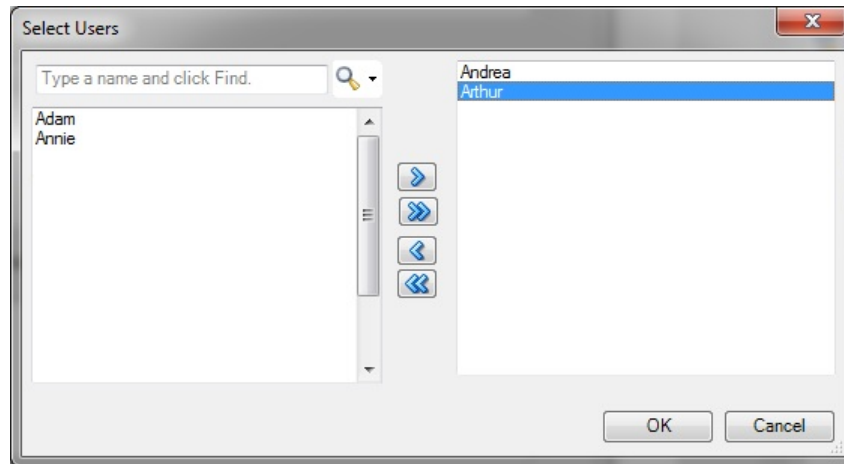 Select Users
Type a name and click Find.
Adam
Annie
Andrea
Arthur
OK
Cancel